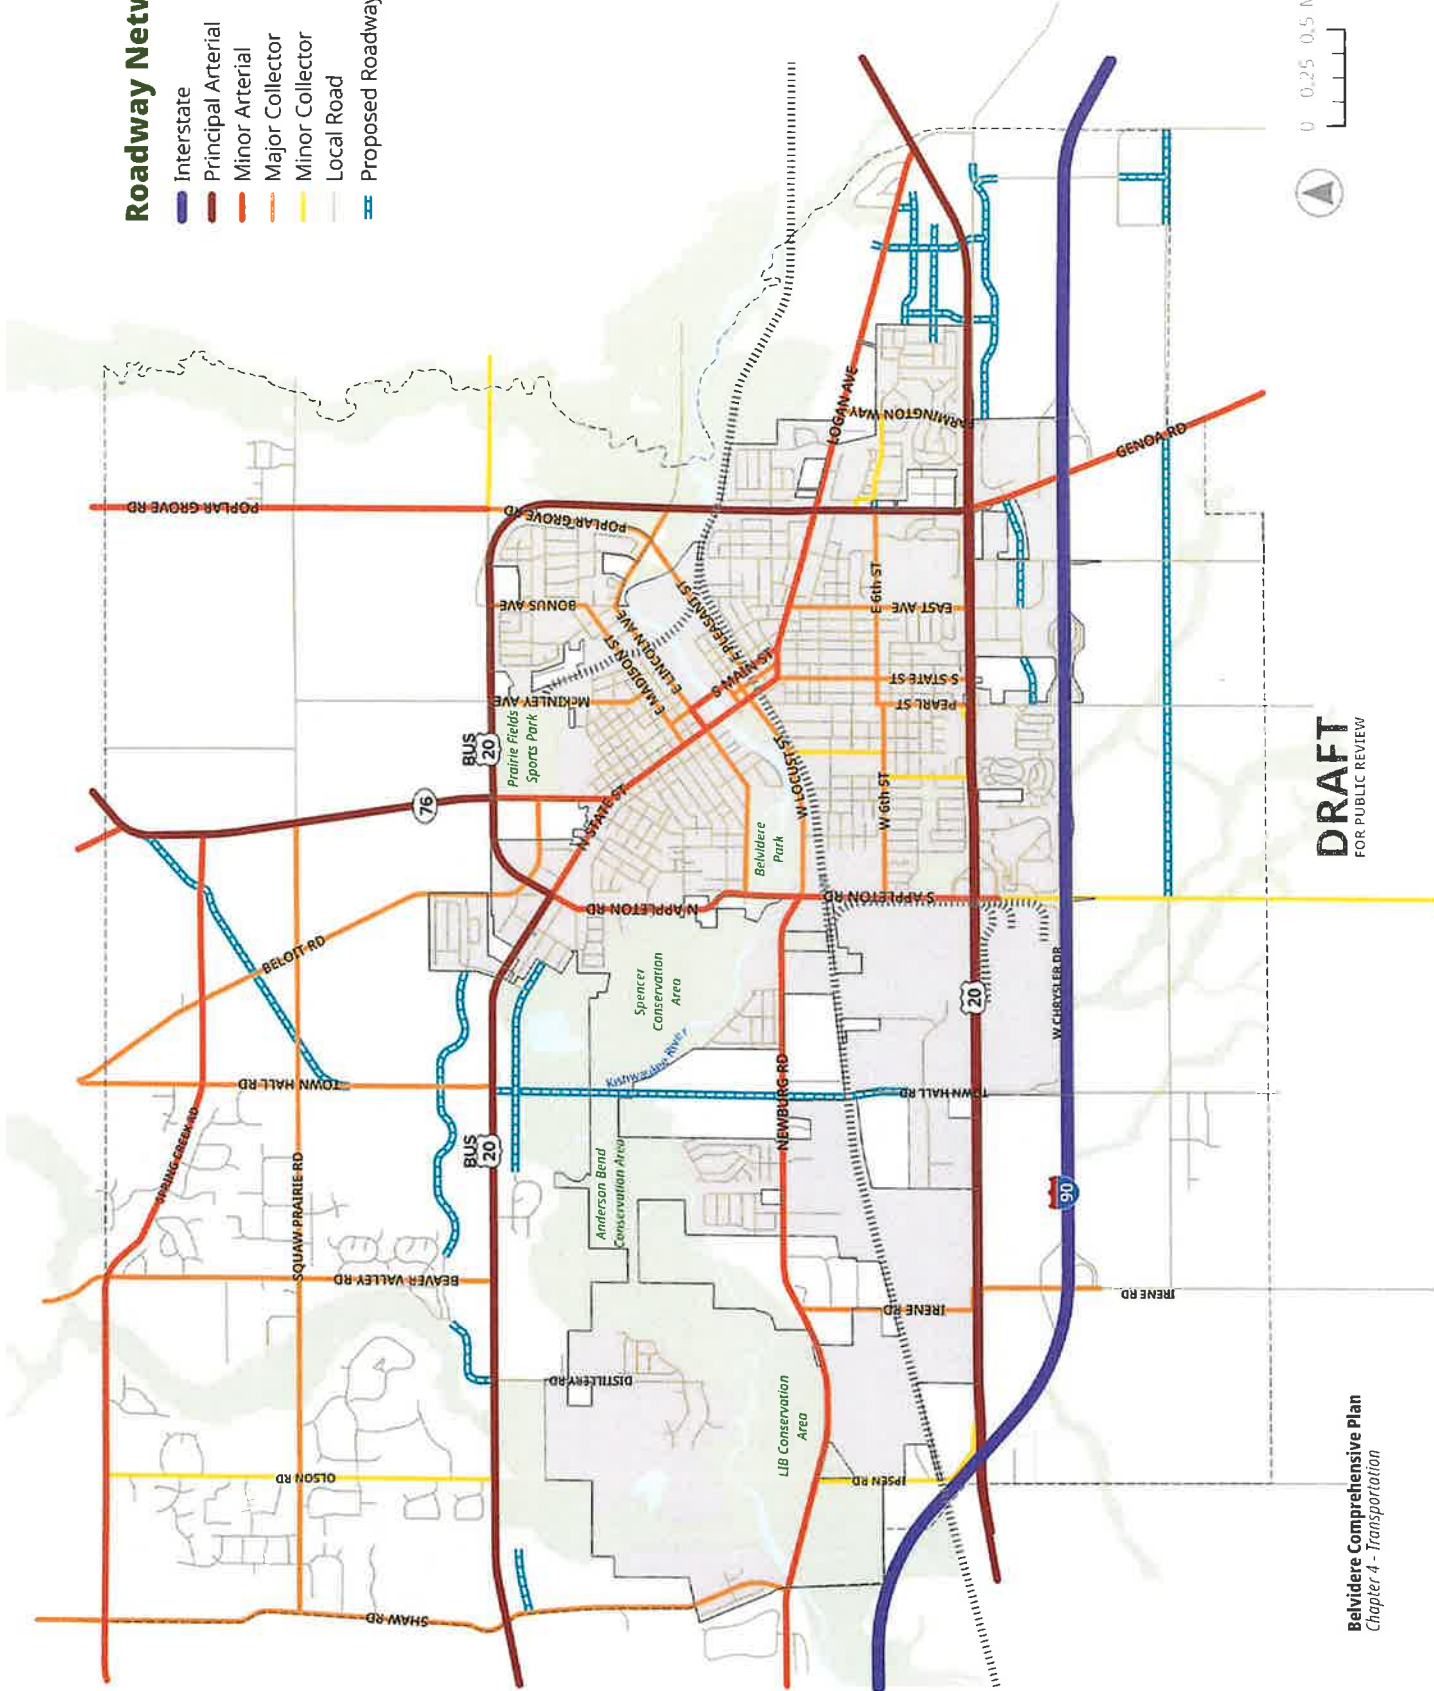 Roadway Netw
Interstate
Principal Arterial
Minor Arterial
Major Collector
Minor Collector
Local Road
Proposed Roadway
0 0.25 0.5 M
POPLAR GROVE RD
POPLAR GROVE RD
BUS
20
Prairie Fields
Sports Park
76
BONUS AVE
McKINLEY AVE
E MADISON ST
E LINCOLN AVE
E PLEASANT ST
S MAIN ST
N STATE ST
LOGAN AVE
FARMINGTON WAY
GENOA RD
E 6th ST
EAST AVE
S STATE ST
PEARL ST
W LOCUST ST
W 6th ST
Belvidere
Park
N APPLETON RD
S APPLETON RD
BELOIT RD
Spencer
Conservation
Area
Kishwaukee River
W CHRYSLER DR
20
TOWN HALL RD
TOWN HALL RD
NEWBURG RD
BUS
20
SPRING CREEK RD
SQUAW PRAIRIE RD
Anderson Bend
Conservation Area
BEAVER VALLEY RD
90
IRENE RD
IRENE RD
DISTILLERY RD
LIB Conservation
Area
OLSON RD
IPSEN RD
SHAW RD
DRAFT
FOR PUBLIC REVIEW
Belvidere Comprehensive Plan
Chapter 4 - Transportation